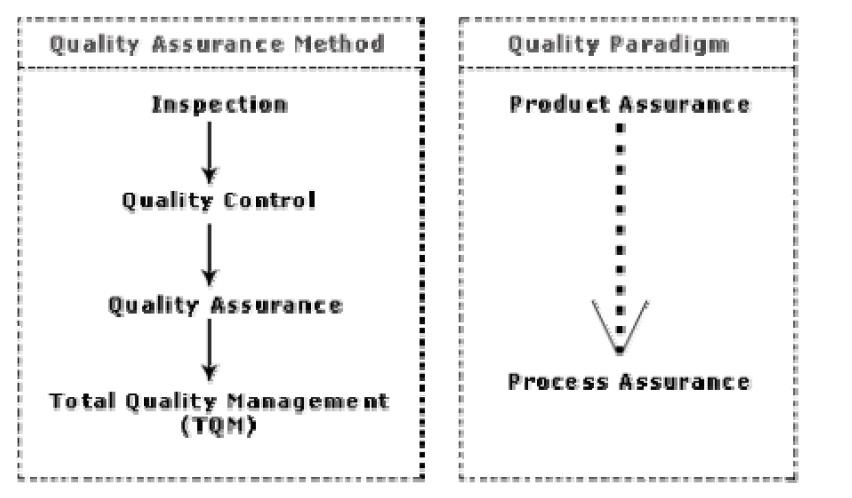 Quality Assurance Method
Inspection
Quality Control
Quality Assurance
Total Quality Management
(TQM)
Quality Paradigm
Product Assurance
Process Assurance